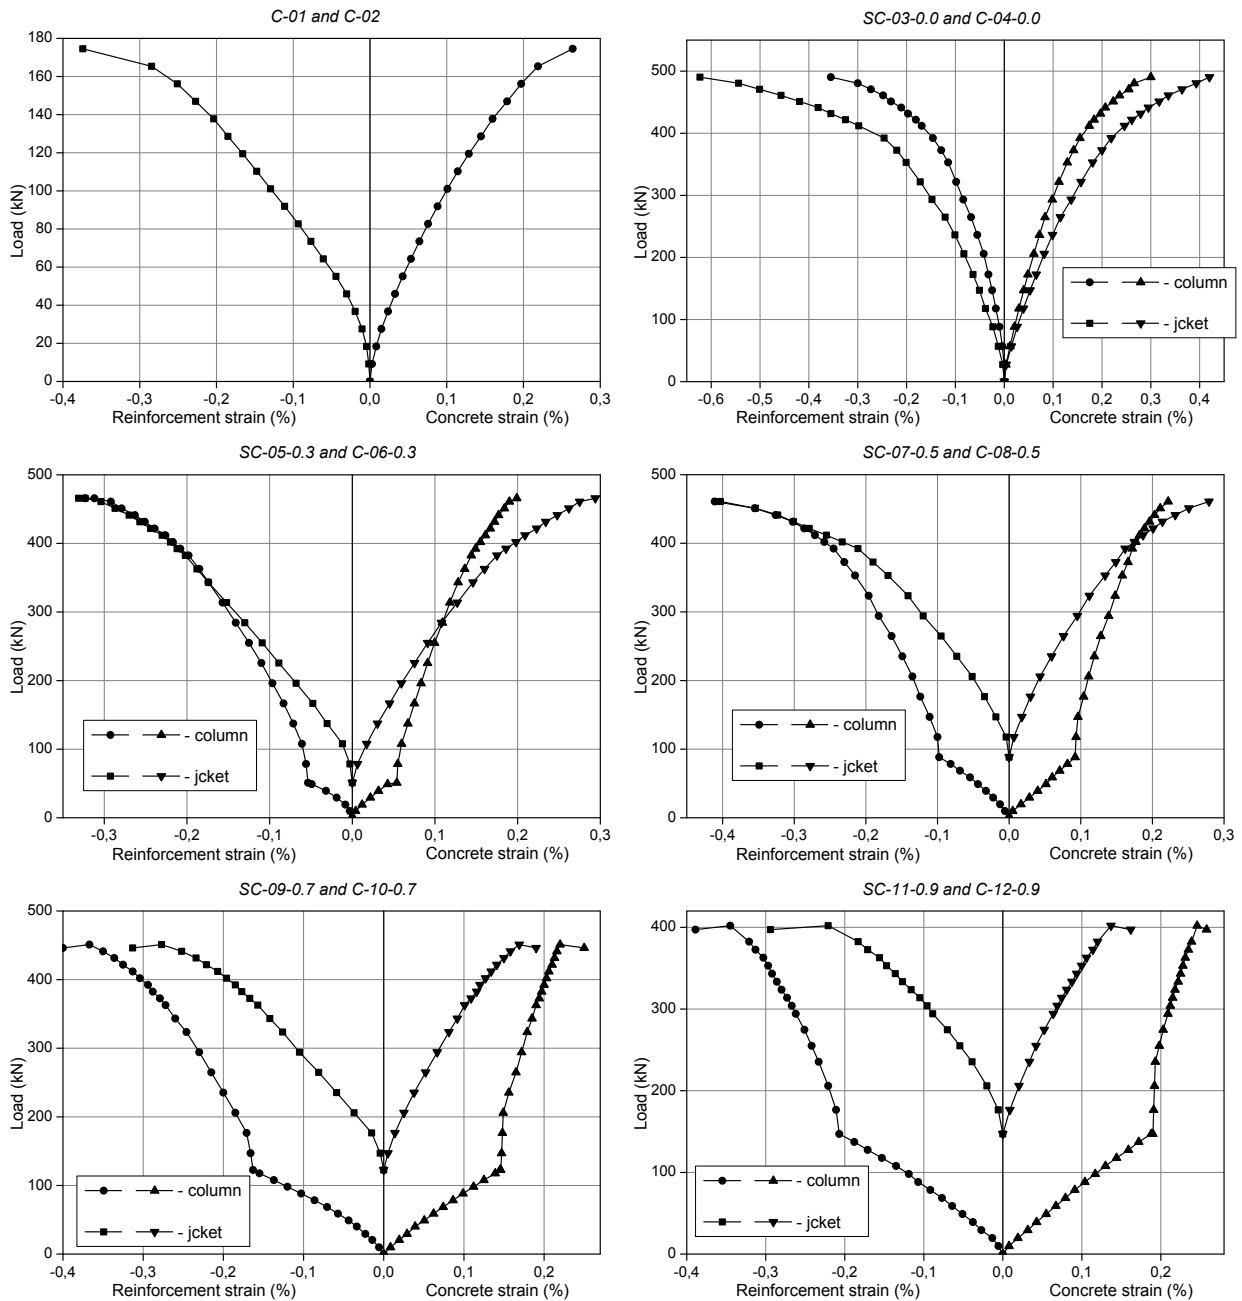 C-01 and C-02
180
160
140
120
100
80
60
40
20
0
Load (kN)
-0,4 -0,3 -0,2 -0,1 0,0 0,1 0,2 0,3
Reinforcement strain (%) Concrete strain (%)
SC-03-0.0 and C-04-0.0
500
400
300
200
100
0
Load (kN)
- column
- jcket
-0,6 -0,5 -0,4 -0,3 -0,2 -0,1 0,0 0,1 0,2 0,3 0,4
Reinforcement strain (%) Concrete strain (%)
SC-05-0.3 and C-06-0.3
500
400
300
200
100
0
Load (kN)
- column
- jcket
-0,3 -0,2 -0,1 0,0 0,1 0,2 0,3
Reinforcement strain (%) Concrete strain (%)
SC-07-0.5 and C-08-0.5
500
400
300
200
100
0
Load (kN)
- column
- jcket
-0,4 -0,3 -0,2 -0,1 0,0 0,1 0,2 0,3
Reinforcement strain (%) Concrete strain (%)
SC-09-0.7 and C-10-0.7
500
400
300
200
100
0
Load (kN)
- column
- jcket
-0,4 -0,3 -0,2 -0,1 0,0 0,1 0,2
Reinforcement strain (%) Concrete strain (%)
SC-11-0.9 and C-12-0.9
400
300
200
100
0
Load (kN)
- column
- jcket
-0,4 -0,3 -0,2 -0,1 0,0 0,1 0,2
Reinforcement strain (%) Concrete strain (%)